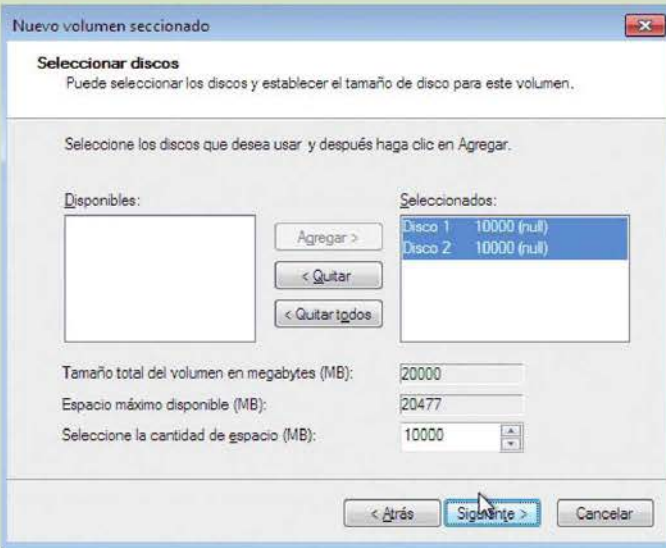 Nuevo volumen seccionado
Seleccionar discos
Puede seleccionar los discos y establecer el tamaño de disco para este volumen.
Seleccione los discos que desea usar y después haga clic en Agregar.
Disponibles:
Seleccionados:
Agregar >
< Quitar
< Quitar todos
Disco 1 10000 (null)
Disco 2 10000 (null)
Tamaño total del volumen en megabytes (MB): 20000
Espacio máximo disponible (MB): 20477
Seleccione la cantidad de espacio (MB): 10000
< Atrás Siguiente > Cancelar